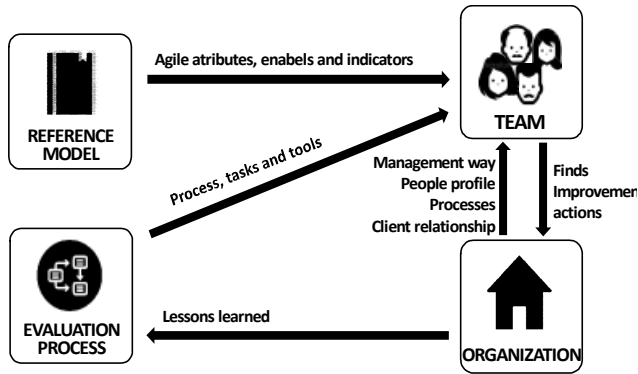 Agile atributes, enabels and indicators
REFERENCE
MODEL
TEAM
Process, tasks and tools
Management way
People profile
Processes
Client relationship
Finds
Improvement
actions
EVALUATION
PROCESS
Lessons learned
ORGANIZATION